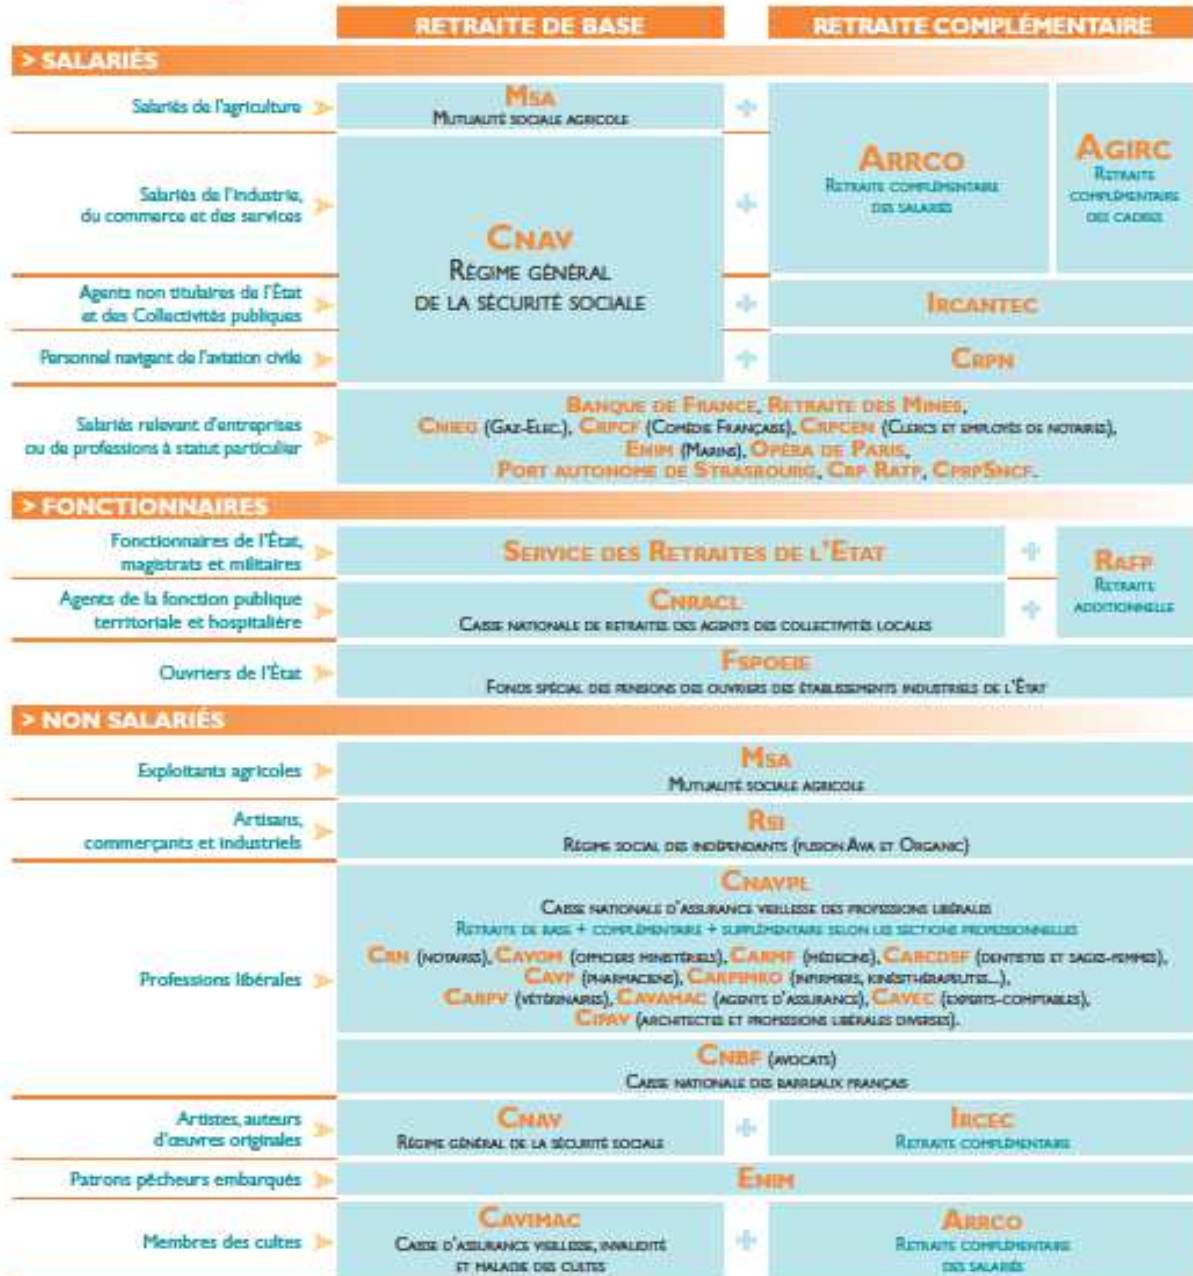 RETRAITE DE BASE
RETRAITE COMPLÉMENTAIRE
> SALARIÉS
Salariés de l'agriculture
MSA
MUTUALITÉ SOCIALE AGRICOLE
+
ARRCO
RETRAITE COMPLÉMENTAIRE
DES SALARIÉS
AGIRC
RETRAITE
COMPLÉMENTAIRE
DES CADRES
Salariés de l'industrie,
du commerce et des services
+
CNAV
RÉGIME GÉNÉRAL
DE LA SÉCURITÉ SOCIALE
Agents non titulaires de l'État
et des Collectivités publiques
+
IRCANTEC
Personnel navigant de l'aviation civile
+
CRPN
Salariés relevant d'entreprises
ou de professions à statut particulier
BANQUE DE FRANCE, RETRAITE DES MINES,
CNIEG (GAZ-ELEC.), CRPCF (COMÉDIE FRANÇAISE), CRPCEN (CLERCS ET EMPLOYÉS DE NOTAIRES),
ENIM (MARINS), OPÉRA DE PARIS,
PORT AUTONOME DE STRASBOURG, CRP RATP, CPRPSNCF.
> FONCTIONNAIRES
Fonctionnaires de l'État,
magistrats et militaires
SERVICE DES RETRAITES DE L'ETAT
+
RAFP
RETRAITE
ADDITIONNELLE
Agents de la fonction publique
territoriale et hospitalière
CNRACL
CAISSE NATIONALE DE RETRAITES DES AGENTS DES COLLECTIVITÉS LOCALES
+
Ouvriers de l'État
FSPOEIE
FONDS SPÉCIAL DES PENSIONS DES OUVRIERS DES ÉTABLISSEMENTS INDUSTRIELS DE L'ÉTAT
> NON SALARIÉS
Exploitants agricoles
MSA
MUTUALITÉ SOCIALE AGRICOLE
Artisans,
commerçants et industriels
RSI
RÉGIME SOCIAL DES INDÉPENDANTS (FUSION AVA ET ORGANIC)
Professions libérales
CNAVPL
CAISSE NATIONALE D'ASSURANCE VIEILLESSE DES PROFESSIONS LIBÉRALES
RETRAITE DE BASE + COMPLÉMENTAIRE + SUPPLÉMENTAIRE SELON LES SECTIONS PROFESSIONNELLES
CRN (NOTAIRES), CAVOM (OFFICIERS MINISTÉRIELS), CARMF (MÉDECINS), CARCDSF (DENTISTES ET SAGES-FEMMES),
CAVP (PHARMACIENS), CARPIMKO (INFIRMIERS, KINÉSITHÉRAPEUTES...),
CARPV (VÉTÉRINAIRES), CAVAMAC (AGENTS D'ASSURANCE), CAVEC (EXPERTS-COMPTABLES),
CIPAV (ARCHITECTES ET PROFESSIONS LIBÉRALES DIVERSES).
CNBF (AVOCATS)
CAISSE NATIONALE DES BARREAUX FRANÇAIS
Artistes, auteurs
d'œuvres originales
CNAV
RÉGIME GÉNÉRAL DE LA SÉCURITÉ SOCIALE
+
IRCEC
RETRAITE COMPLÉMENTAIRE
Patrons pêcheurs embarqués
ENIM
Membres des cultes
CAVIMAC
CAISSE D'ASSURANCE VIEILLESSE, INVALIDITÉ
ET MALADIE DES CULTES
+
ARRCO
RETRAITE COMPLÉMENTAIRE
DES SALARIÉS